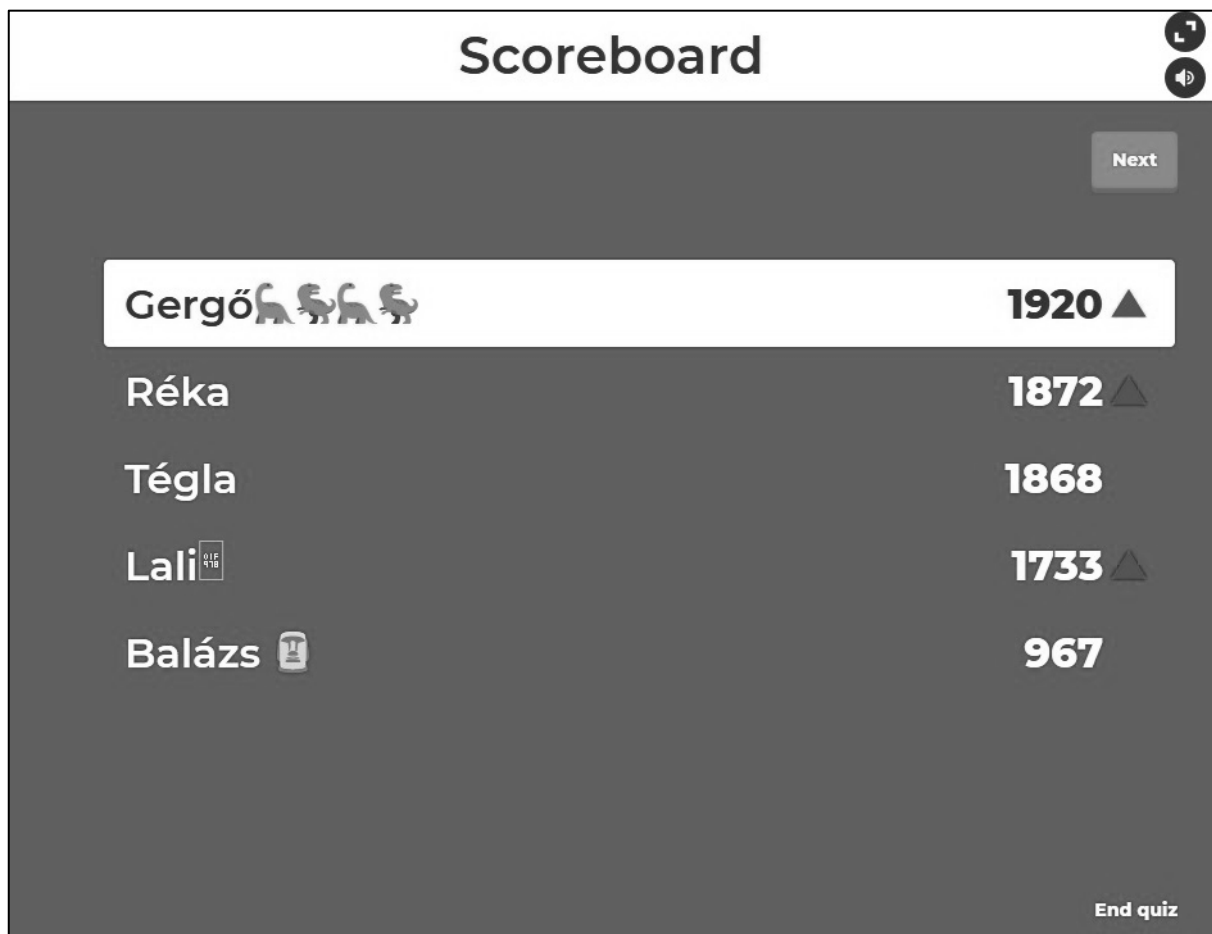 Scoreboard
Next
Gergő🦕🦖🦕🦖 1920
Réka 1872
Tégla 1868
Lali 1733
Balázs 967
End quiz